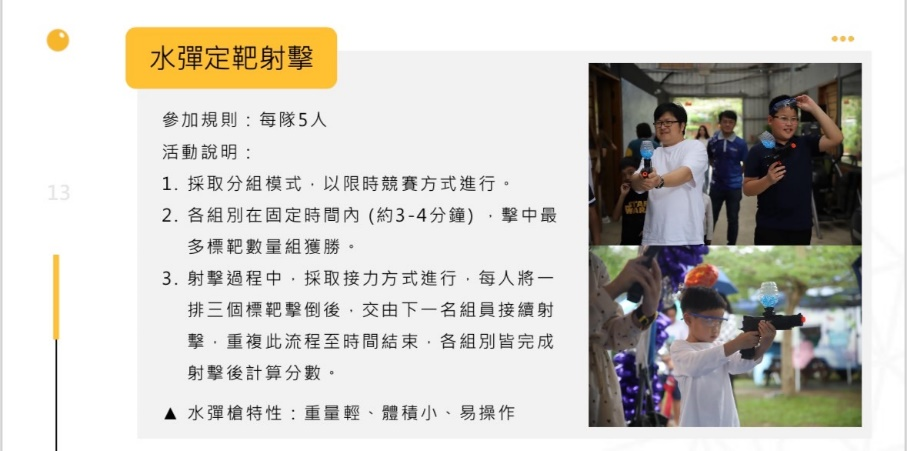 水彈定靶射擊
參加規則：每隊5人
活動說明：
13
1. 採取分組模式，以限時競賽方式進行。
2. 各組別在固定時間內 (約3-4分鐘) ，擊中最
多標靶數量組獲勝。
3. 射擊過程中，採取接力方式進行，每人將一
排三個標靶擊倒後，交由下一名組員接續射
擊，重複此流程至時間結束，各組別皆完成
射擊後計算分數。
▲ 水彈槍特性：重量輕、體積小、易操作
STAR
WARS